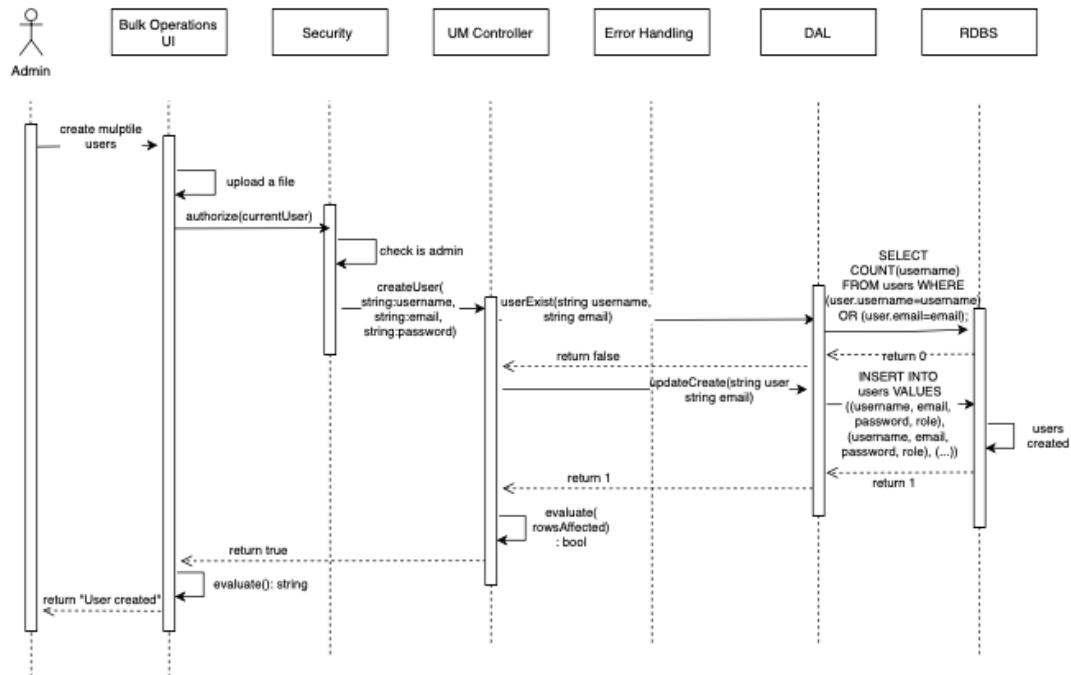 Bulk Operations
UI
Security
UM Controller
Error Handling
DAL
RDBS
Admin
create mulptile
users
upload a file
authorize(currentUser)
check is admin
createUser(
string:username,
string:email,
string:password)
userExist(string username,
string email)
SELECT
COUNT(username)
FROM users WHERE
(user.username=username)
OR (user.email=email);
return false
return 0
updateCreate(string user
string email)
INSERT INTO
users VALUES
((username, email,
password, role),
(username, email,
password, role), (...))
users
created
return 1
return 1
evaluate(
rowsAffected)
: bool
return true
evaluate(): string
return "User created"